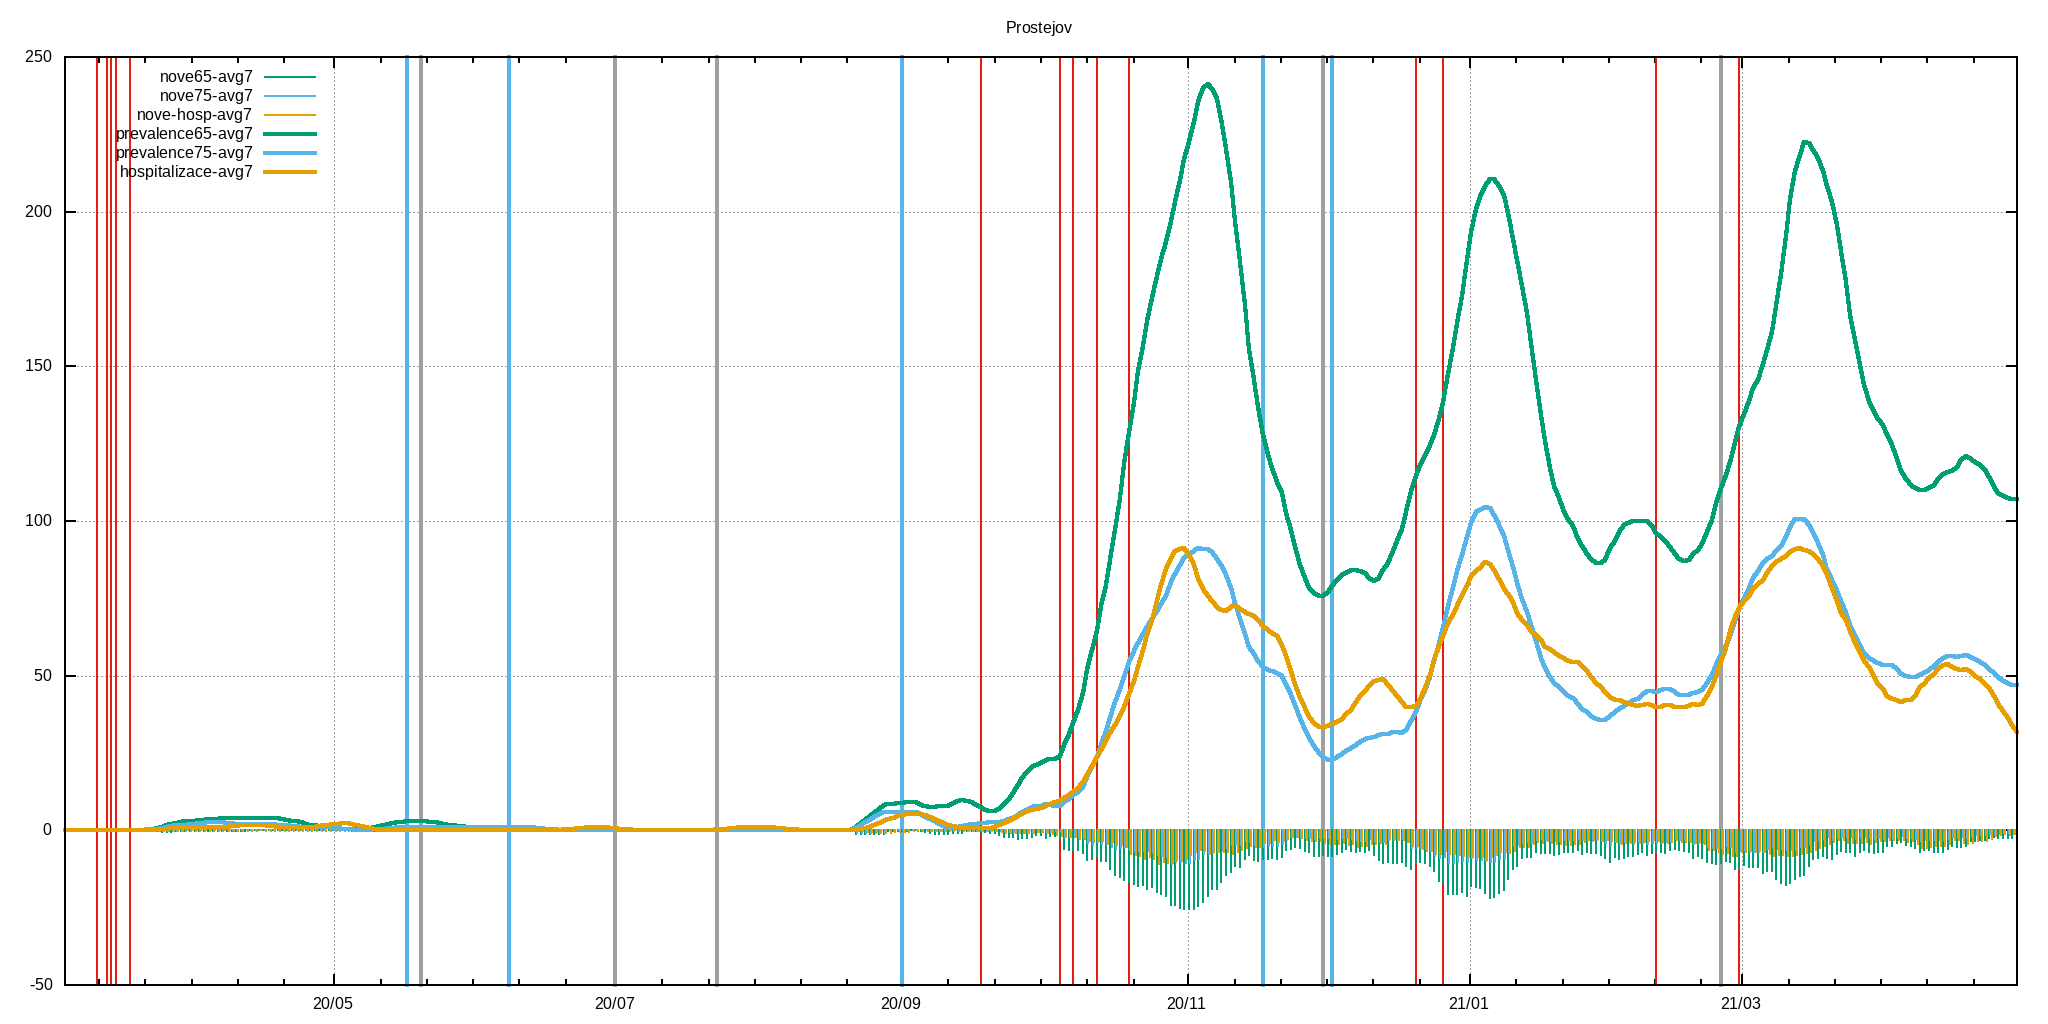 Prostejov
250
nove65-avg7
nove75-avg7
nove-hosp-avg7
prevalence65-avg7
prevalence75-avg7
hospitalizace-avg7
200
150
100
50
0
-50
20/05
20/07
20/09
20/11
21/01
21/03